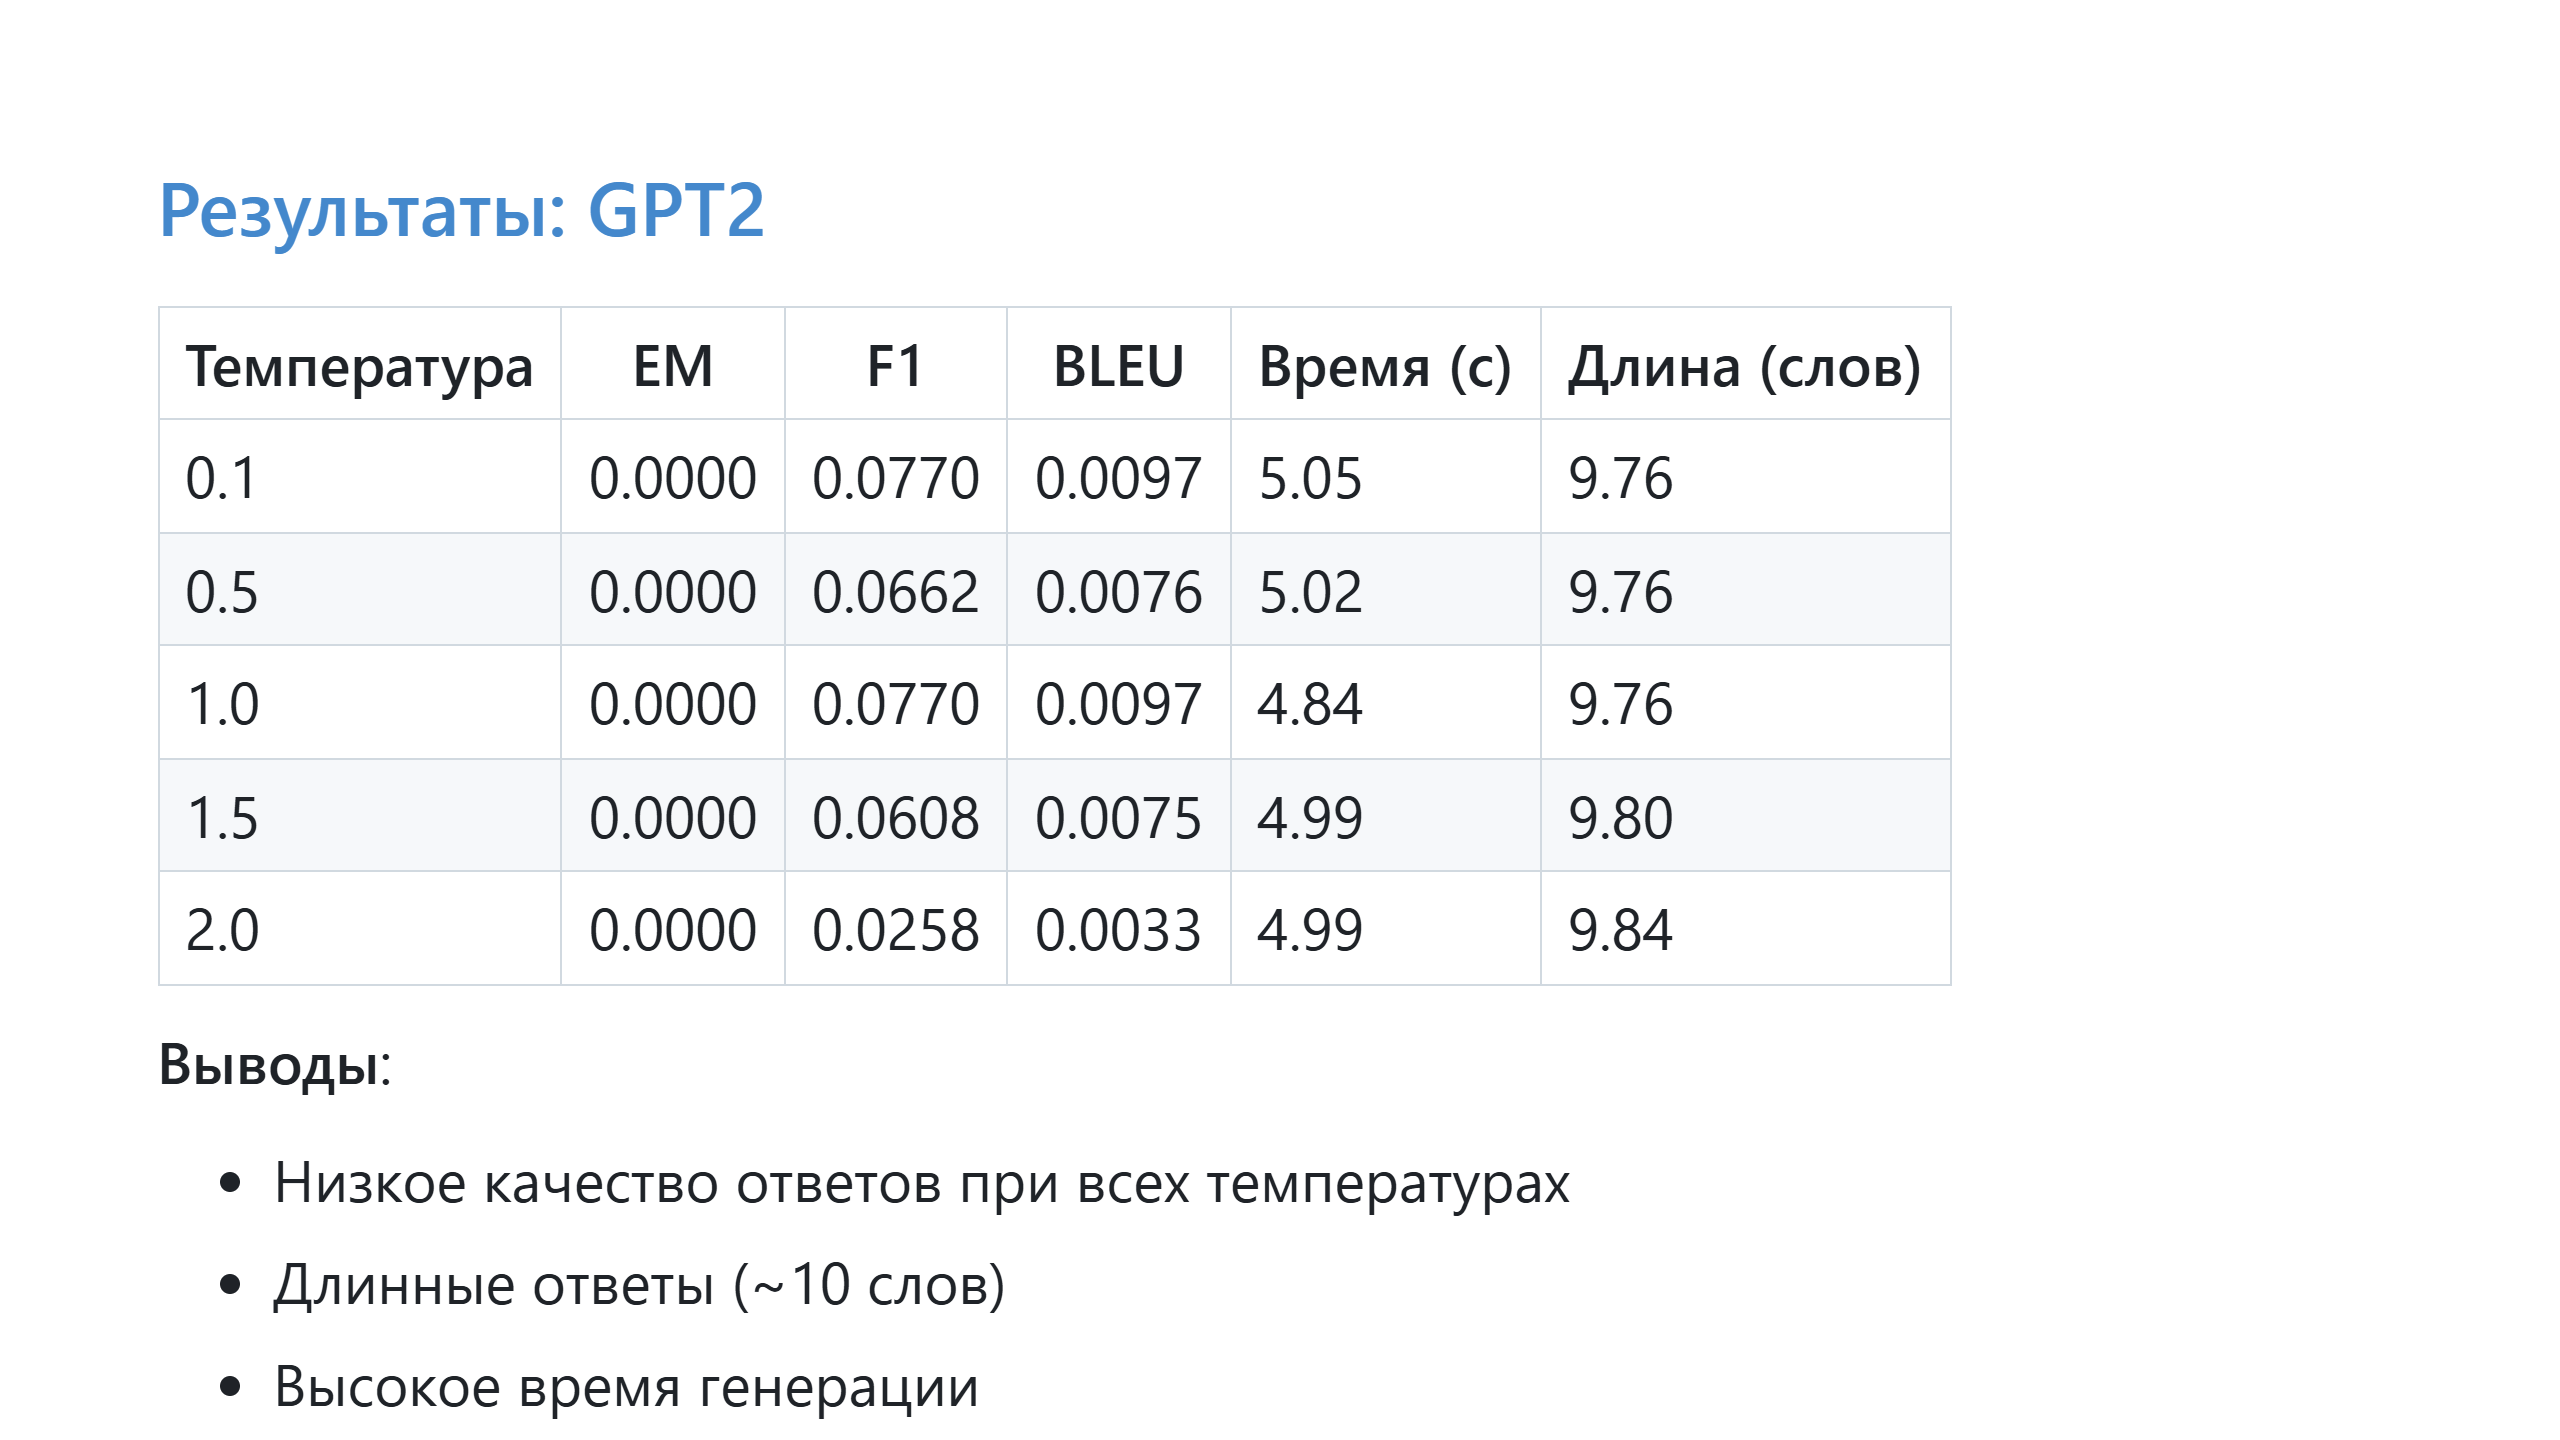 Результаты: GPT2
Температура EM F1 BLEU Время (с) Длина (слов)
0.1 0.0000 0.0770 0.0097 5.05 9.76
0.5 0.0000 0.0662 0.0076 5.02 9.76
1.0 0.0000 0.0770 0.0097 4.84 9.76
1.5 0.0000 0.0608 0.0075 4.99 9.80
2.0 0.0000 0.0258 0.0033 4.99 9.84
Выводы:
• Низкое качество ответов при всех температурах
• Длинные ответы (~10 слов)
• Высокое время генерации